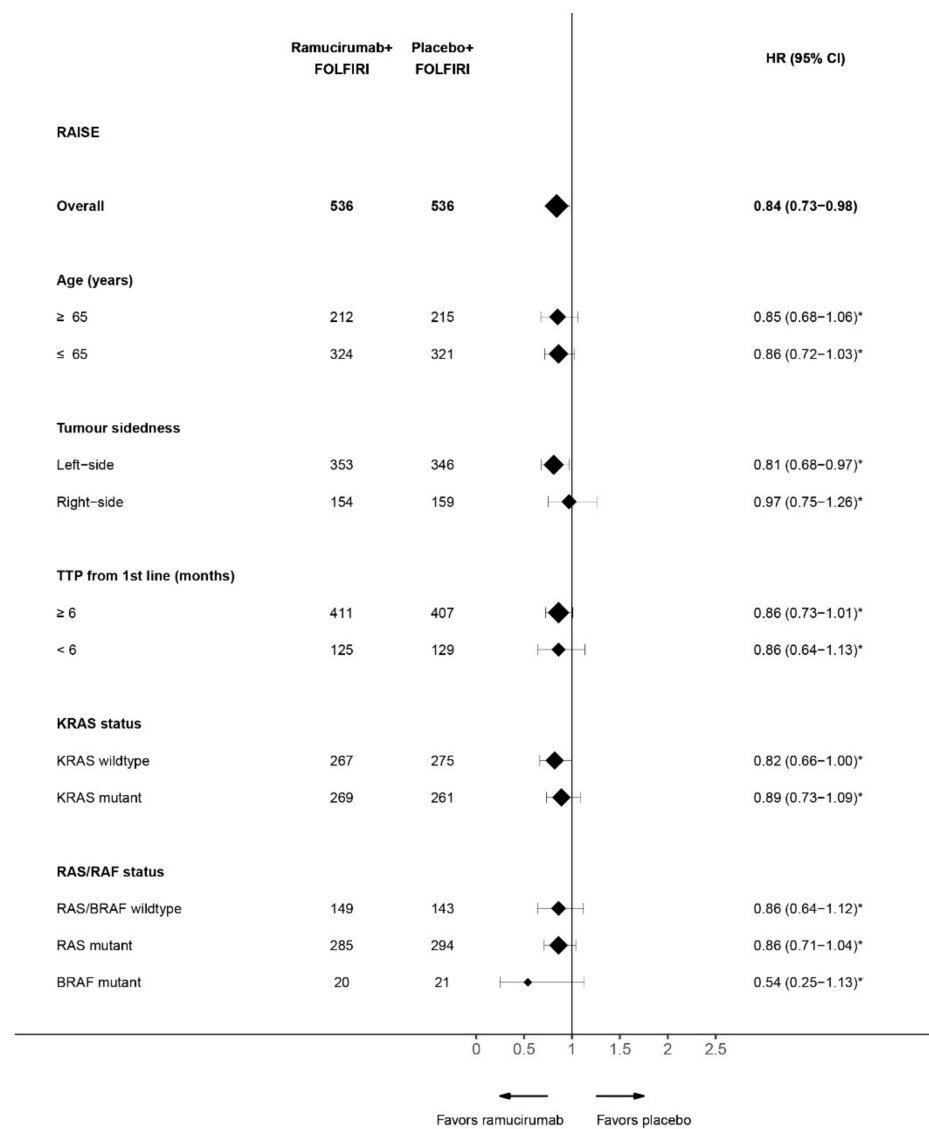 Ramucirumab+ Placebo+
FOLFIRI FOLFIRI
HR (95% CI)
RAISE
Overall 536 536 0.84 (0.73−0.98)
Age (years)
≥ 65 212 215 0.85 (0.68−1.06)*
≤ 65 324 321 0.86 (0.72−1.03)*
Tumour sidedness
Left−side 353 346 0.81 (0.68−0.97)*
Right−side 154 159 0.97 (0.75−1.26)*
TTP from 1st line (months)
≥ 6 411 407 0.86 (0.73−1.01)*
< 6 125 129 0.86 (0.64−1.13)*
KRAS status
KRAS wildtype 267 275 0.82 (0.66−1.00)*
KRAS mutant 269 261 0.89 (0.73−1.09)*
RAS/RAF status
RAS/BRAF wildtype 149 143 0.86 (0.64−1.12)*
RAS mutant 285 294 0.86 (0.71−1.04)*
BRAF mutant 20 21 0.54 (0.25−1.13)*
0 0.5 1 1.5 2 2.5
Favors ramucirumab Favors placebo